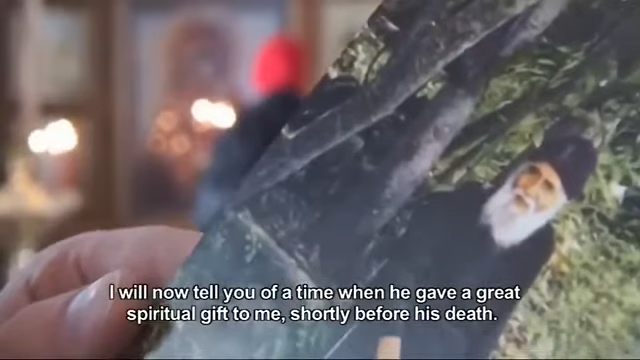 I will now tell you of a time when he gave a great
spiritual gift to me, shortly before his death.